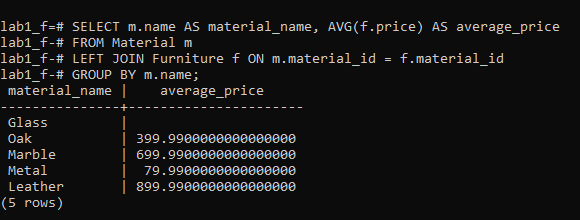 lab1_f=# SELECT m.name AS material_name, AVG(f.price) AS average_price
lab1_f-# FROM Material m
lab1_f-# LEFT JOIN Furniture f ON m.material_id = f.material_id
lab1_f-# GROUP BY m.name;
 material_name |    average_price
---------------+----------------------
 Glass         |
 Oak           | 399.9900000000000000
 Marble        | 699.9900000000000000
 Metal         |  79.9900000000000000
 Leather       | 899.9900000000000000
(5 rows)